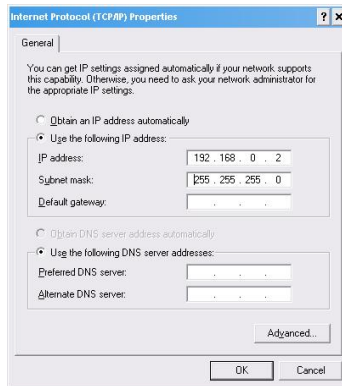 Internet Protocol (TCP/IP) Properties
General
You can get IP settings assigned automatically if your network supports
this capability. Otherwise, you need to ask your network administrator for
the appropriate IP settings.
Obtain an IP address automatically
Use the following IP address:
IP address: 192 . 168 . 0 . 2
Subnet mask: 255 . 255 . 255 . 0
Default gateway: . . .
Obtain DNS server address automatically
Use the following DNS server addresses:
Preferred DNS server: . . .
Alternate DNS server: . . .
Advanced...
OK Cancel